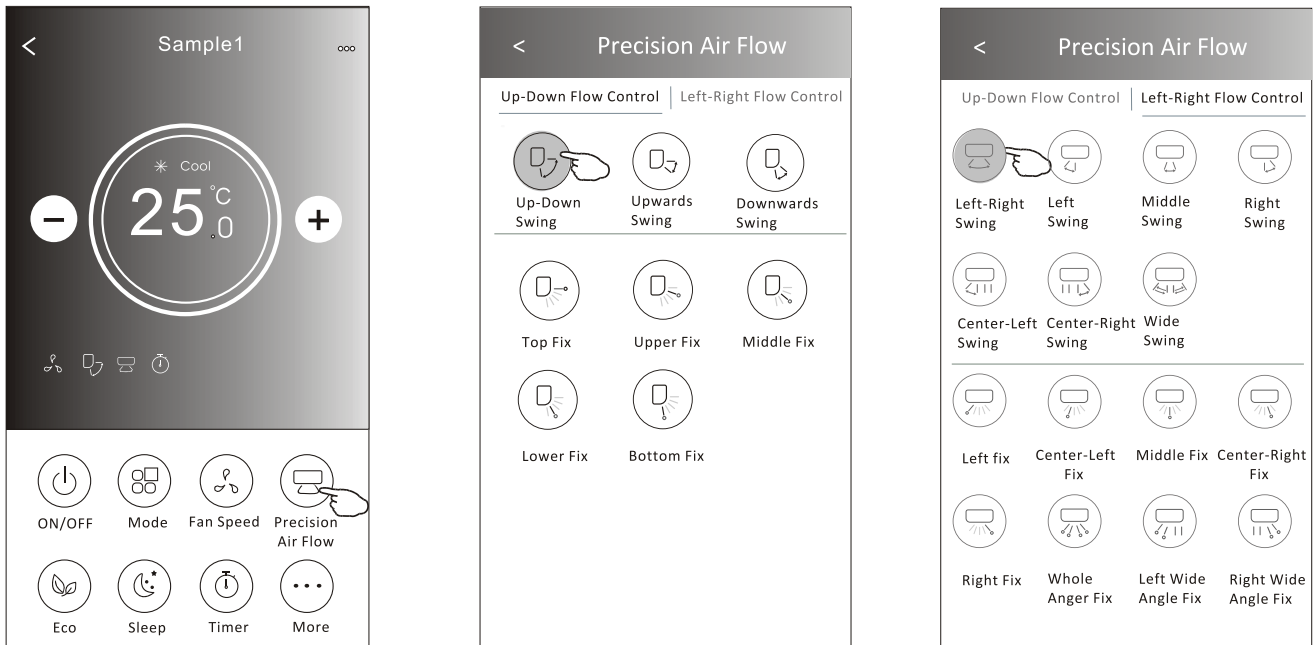 < Sample1 ooo
Cool
25 °C
.0
− +
ON/OFF Mode Fan Speed Precision
Air Flow
Eco Sleep Timer More
< Precision Air Flow
Up-Down Flow Control | Left-Right Flow Control
Up-Down Upwards Downwards
Swing Swing Swing
Top Fix Upper Fix Middle Fix
Lower Fix Bottom Fix
< Precision Air Flow
Up-Down Flow Control | Left-Right Flow Control
Left-Right Left Middle Right
Swing Swing Swing Swing
Center-Left Center-Right Wide
Swing Swing Swing
Left fix Center-Left Middle Fix Center-Right
Fix Fix
Right Fix Whole Left Wide Right Wide
Anger Fix Angle Fix Angle Fix